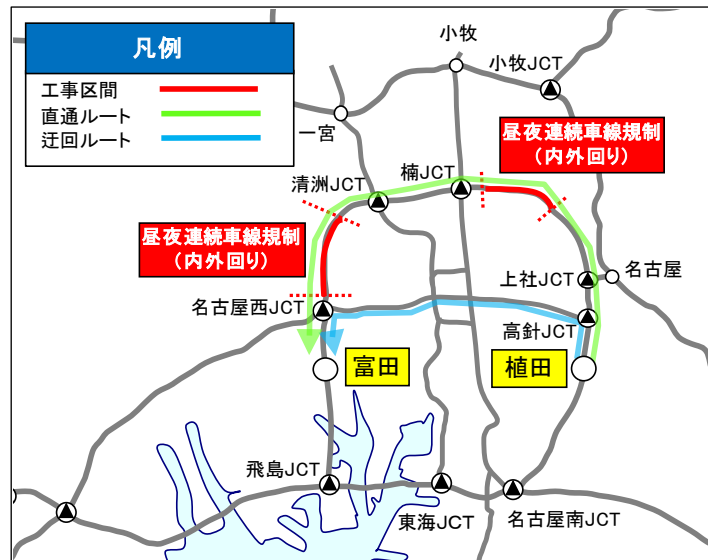 凡例
工事区間
直通ルート
迂回ルート
小牧
小牧JCT
一宮
昼夜連続車線規制
（内外回り）
楠JCT
清洲JCT
昼夜連続車線規制
（内外回り）
上社JCT
名古屋
名古屋西JCT
高針JCT
富田
植田
飛島JCT
東海JCT
名古屋南JCT